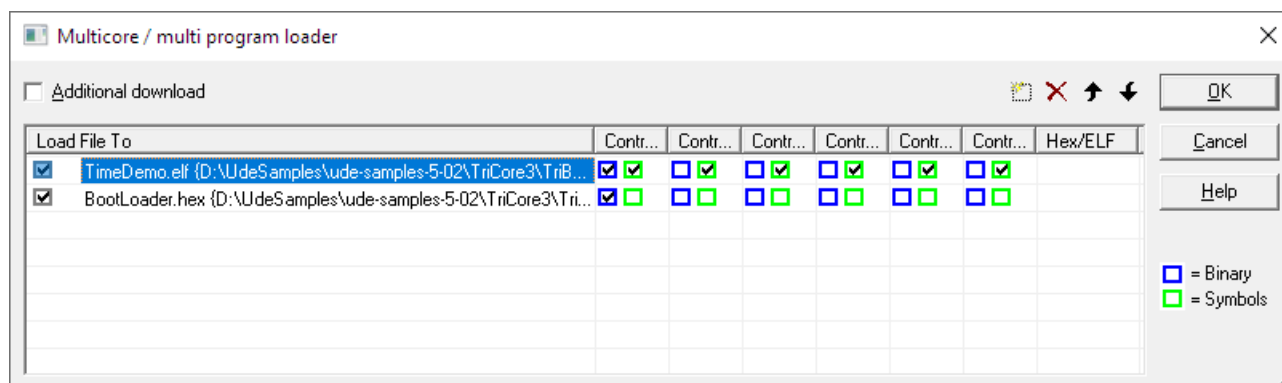 Multicore / multi program loader
Additional download
OK
Load File To Contr... Contr... Contr... Contr... Contr... Contr... Hex/ELF
Cancel
TimeDemo.elf {D:\UdeSamples\ude-samples-5-02\TriCore3\TriB...
BootLoader.hex {D:\UdeSamples\ude-samples-5-02\TriCore3\Tri...
Help
= Binary
= Symbols